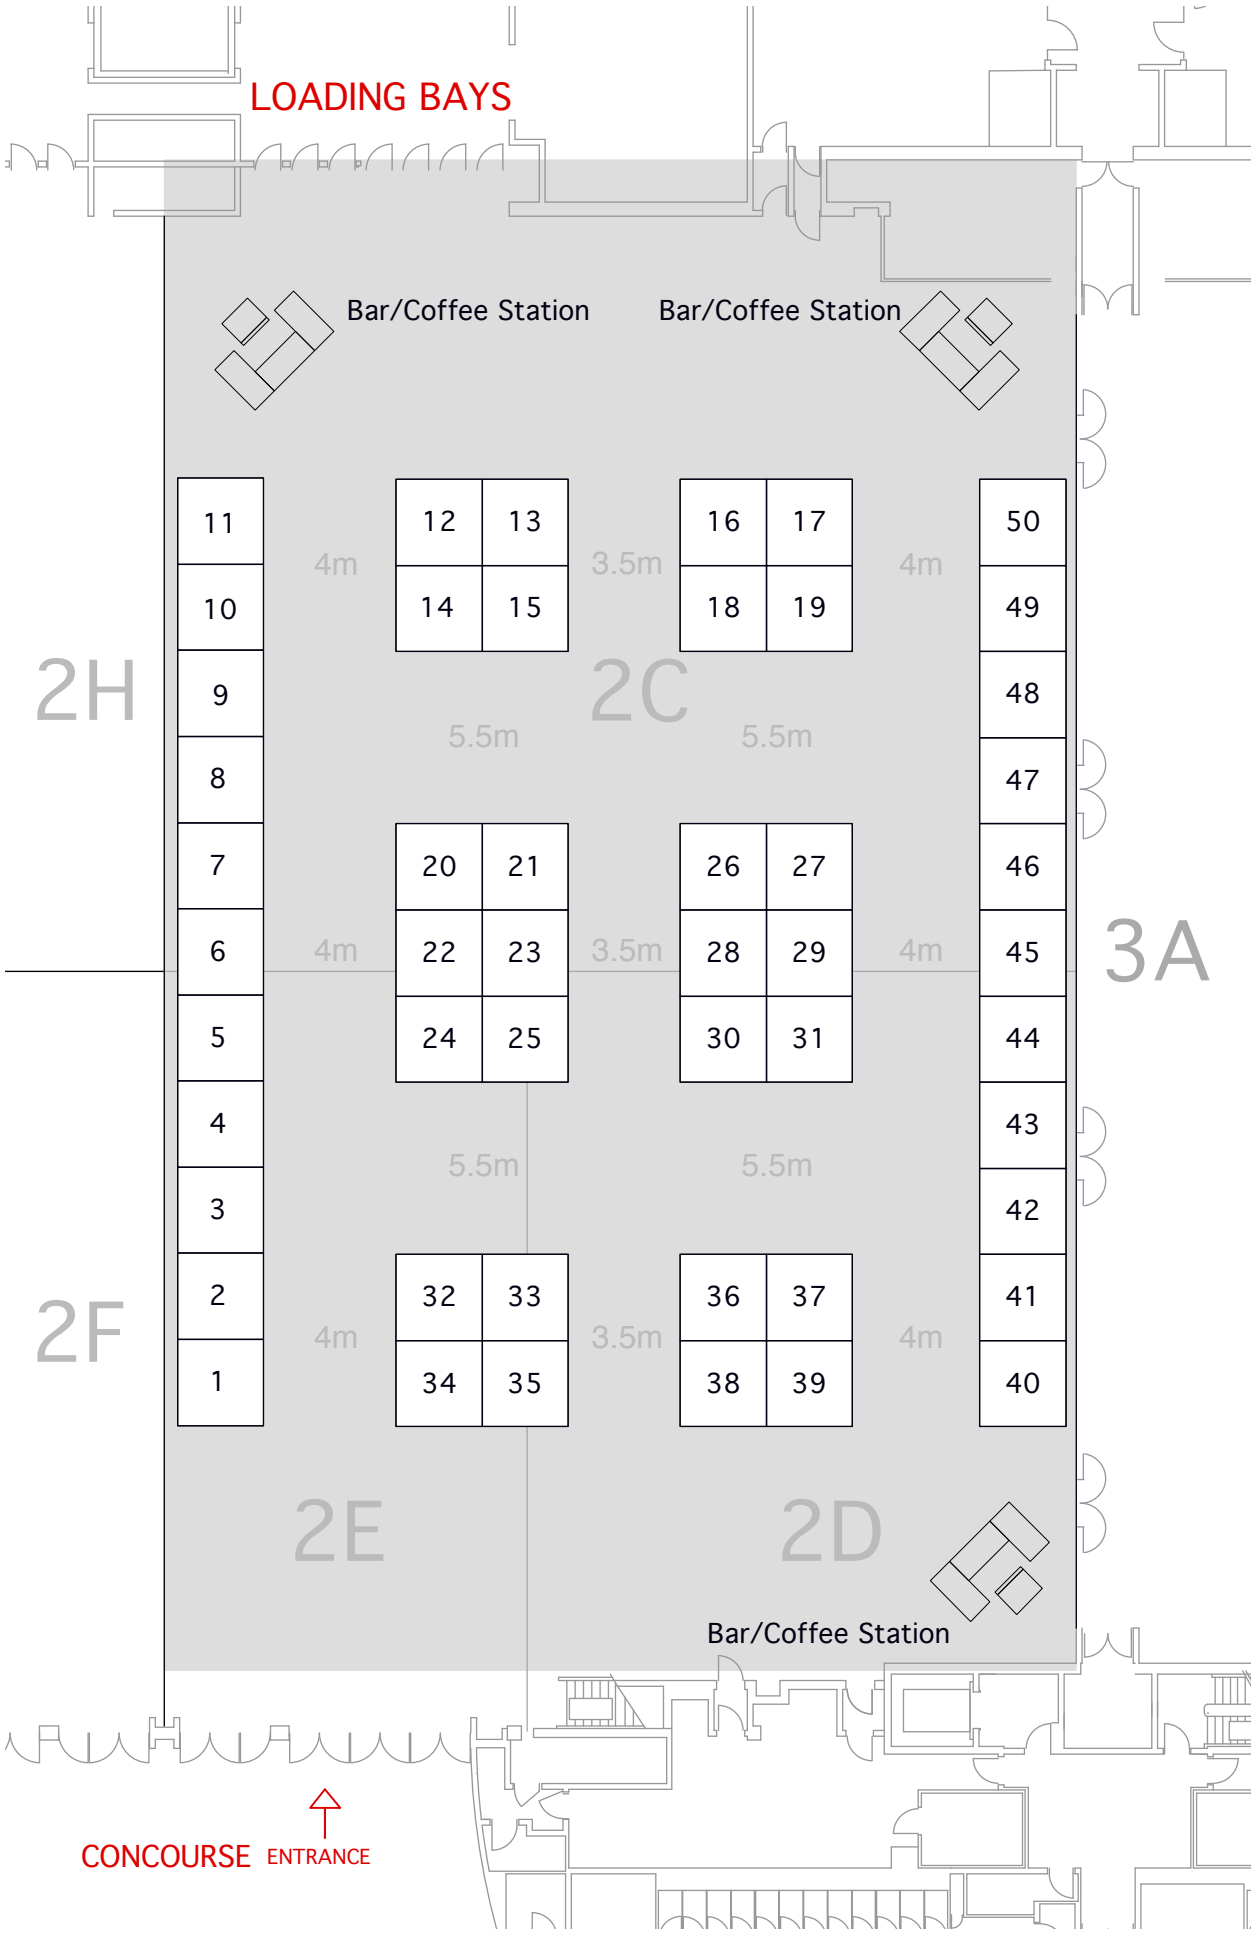 LOADING BAYS
Bar/Coffee Station Bar/Coffee Station
11 12 13 16 17 50
4m 3.5m 4m
10 14 15 18 19 49
2H 9 2C 48
5.5m 5.5m
8 47
7 20 21 26 27 46
6 4m 22 23 3.5m 28 29 4m 45 3A
5 24 25 30 31 44
4 43
5.5m 5.5m
3 42
2 32 33 36 37 41
2F 4m 3.5m 4m
1 34 35 38 39 40
2E 2D
Bar/Coffee Station
CONCOURSE ENTRANCE